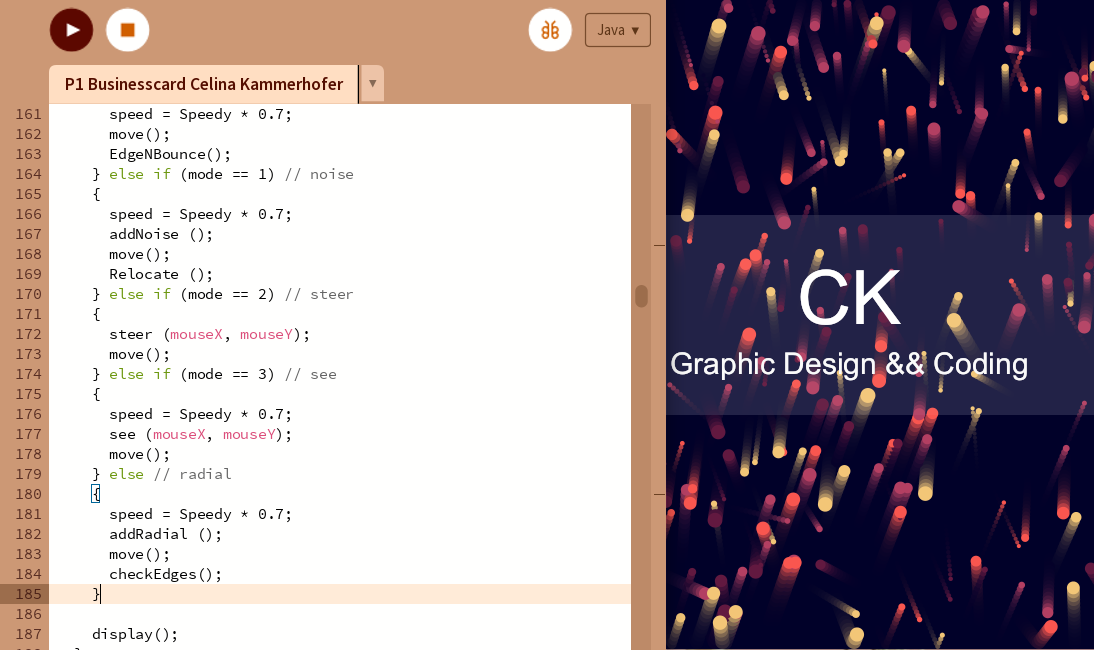 Java ▾
P1 Businesscard Celina Kammerhofer ▾
161 speed = Speedy * 0.7;
162 move();
163 EdgeNBounce();
164 } else if (mode == 1) // noise
165 {
166 speed = Speedy * 0.7;
167 addNoise ();
168 move();
169 Relocate ();
170 } else if (mode == 2) // steer
171 {
172 steer (mouseX, mouseY);
173 move();
174 } else if (mode == 3) // see
175 {
176 speed = Speedy * 0.7;
177 see (mouseX, mouseY);
178 move();
179 } else // radial
180 {
181 speed = Speedy * 0.7;
182 addRadial ();
183 move();
184 checkEdges();
185 }
186
187 display();
CK
Graphic Design && Coding